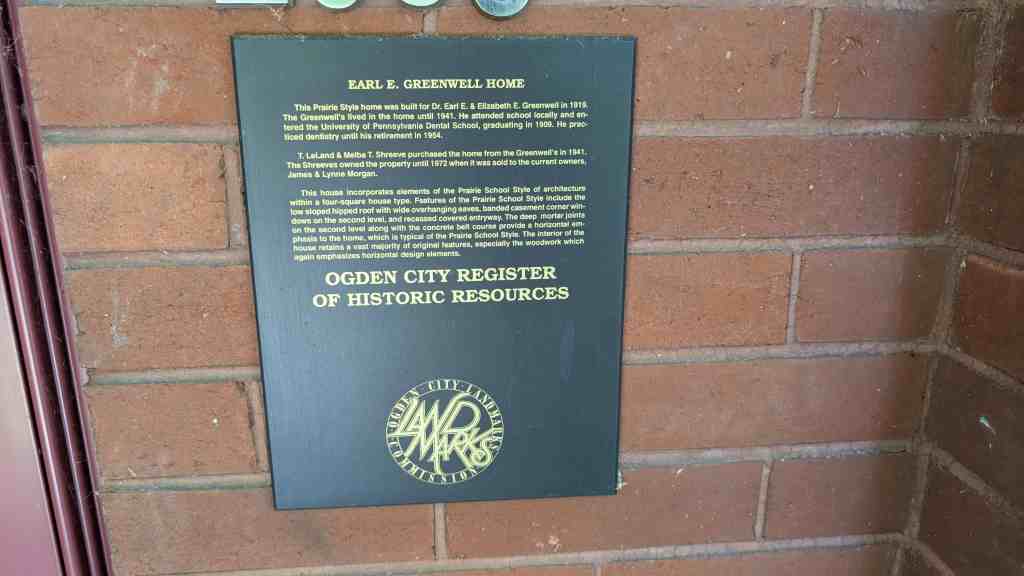 EARL E. GREENWELL HOME
This Prairie Style home was built for Dr. Earl E. & Elizabeth E. Greenwell in 1919.
The Greenwell's lived in the home until 1941. He attended school locally and en-
tered the University of Pennsylvania Dental School, graduating in 1909. He prac-
ticed dentistry until his retirement in 1954.
T. LeLand & Melba T. Shreeve purchased the home from the Greenwell's in 1941.
The Shreeves owned the property until 1972 when it was sold to the current owners,
James & Lynne Morgan.
This house incorporates elements of the Prairie School Style of architecture
within a four-square house type. Features of the Prairie School Style include the
low sloped hipped roof with wide overhanging eaves, banded casement corner win-
dows on the second level, and recessed covered entryway. The deep mortar joints
on the second level along with the concrete belt course provide a horizontal em-
phasis to the home, which is typical of the Prairie School Style. The interior of the
house retains a vast majority of original features, especially the woodwork which
again emphasizes horizontal design elements.
OGDEN CITY REGISTER
OF HISTORIC RESOURCES
OGDEN CITY LANDMARKS
LAND
MARKS
COMMISSION